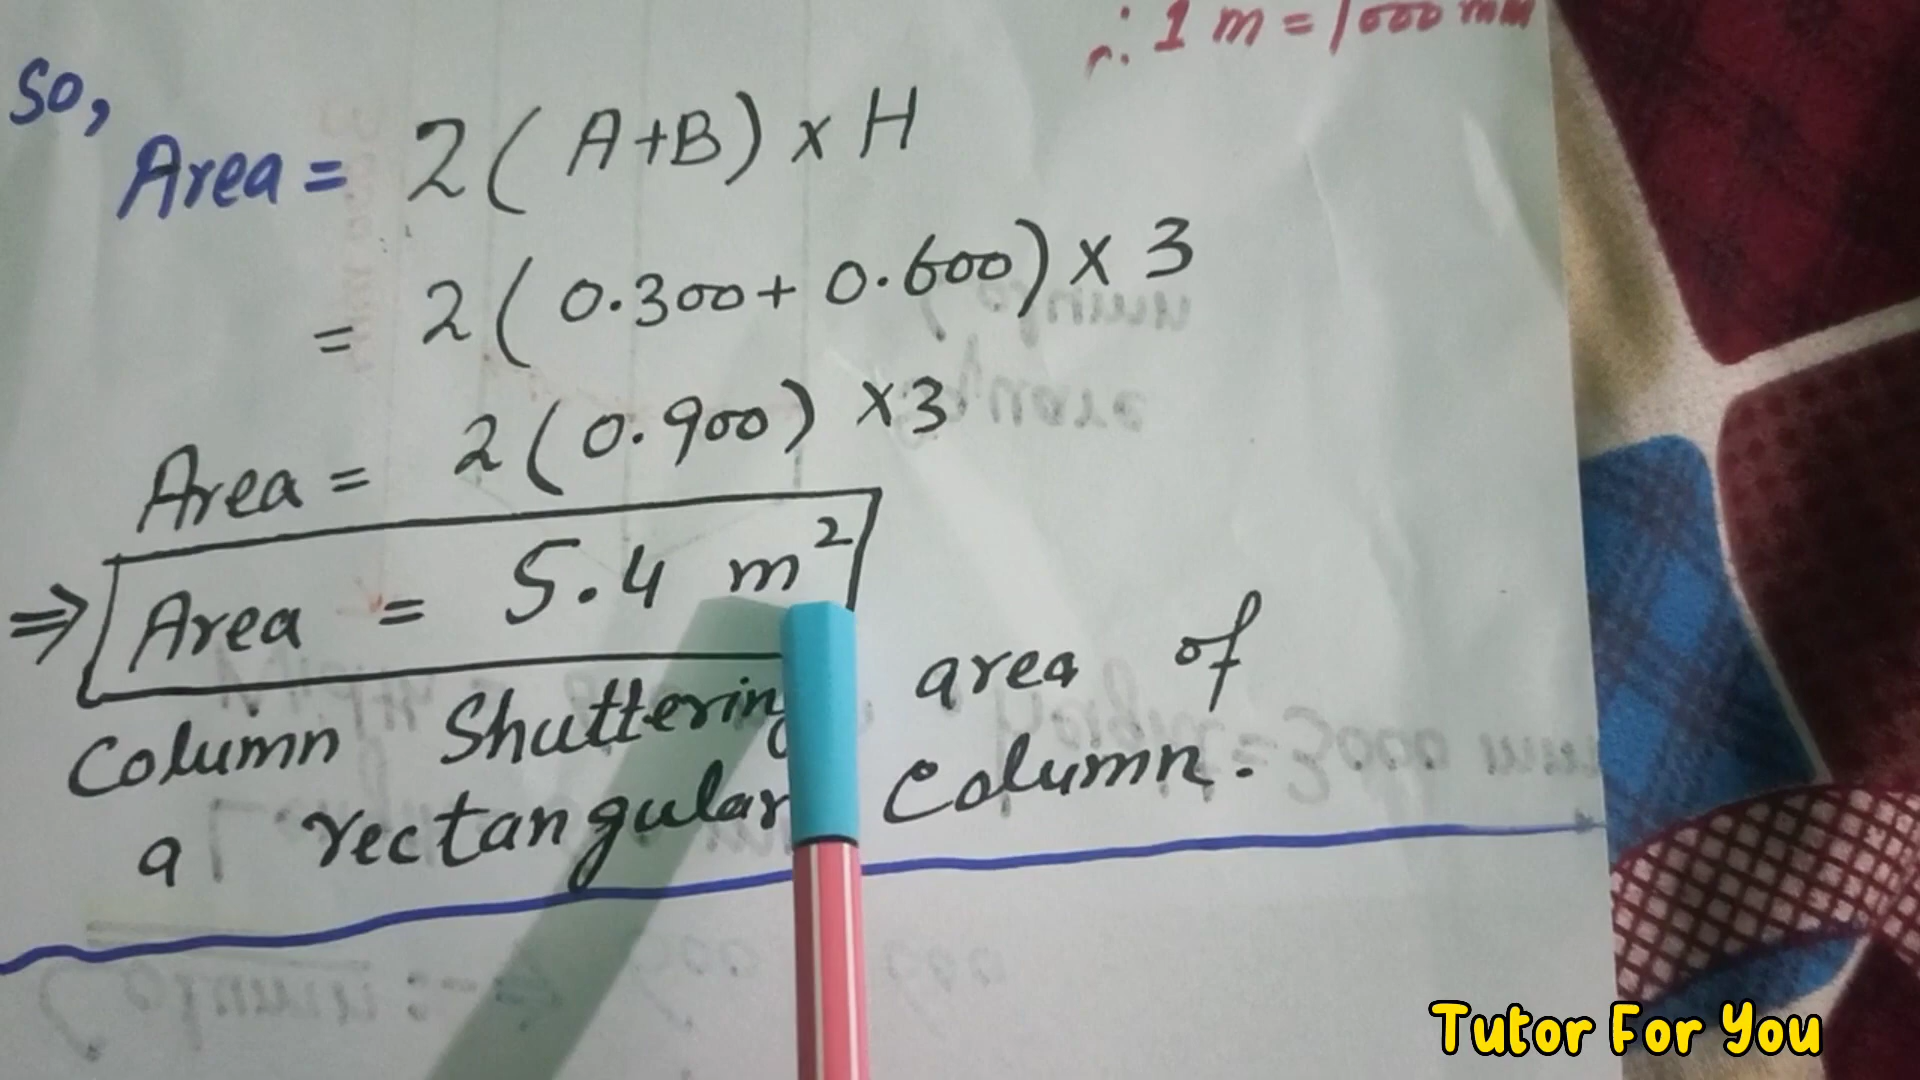 ∴ 1 m = 1000 mm
So,
Area = 2(A+B) x H
= 2(0.300+0.600) x 3
Area = 2(0.900) x3
⇒ Area = 5.4 m²
Column Shuttering area of
a rectangular Column.
Tutor For You